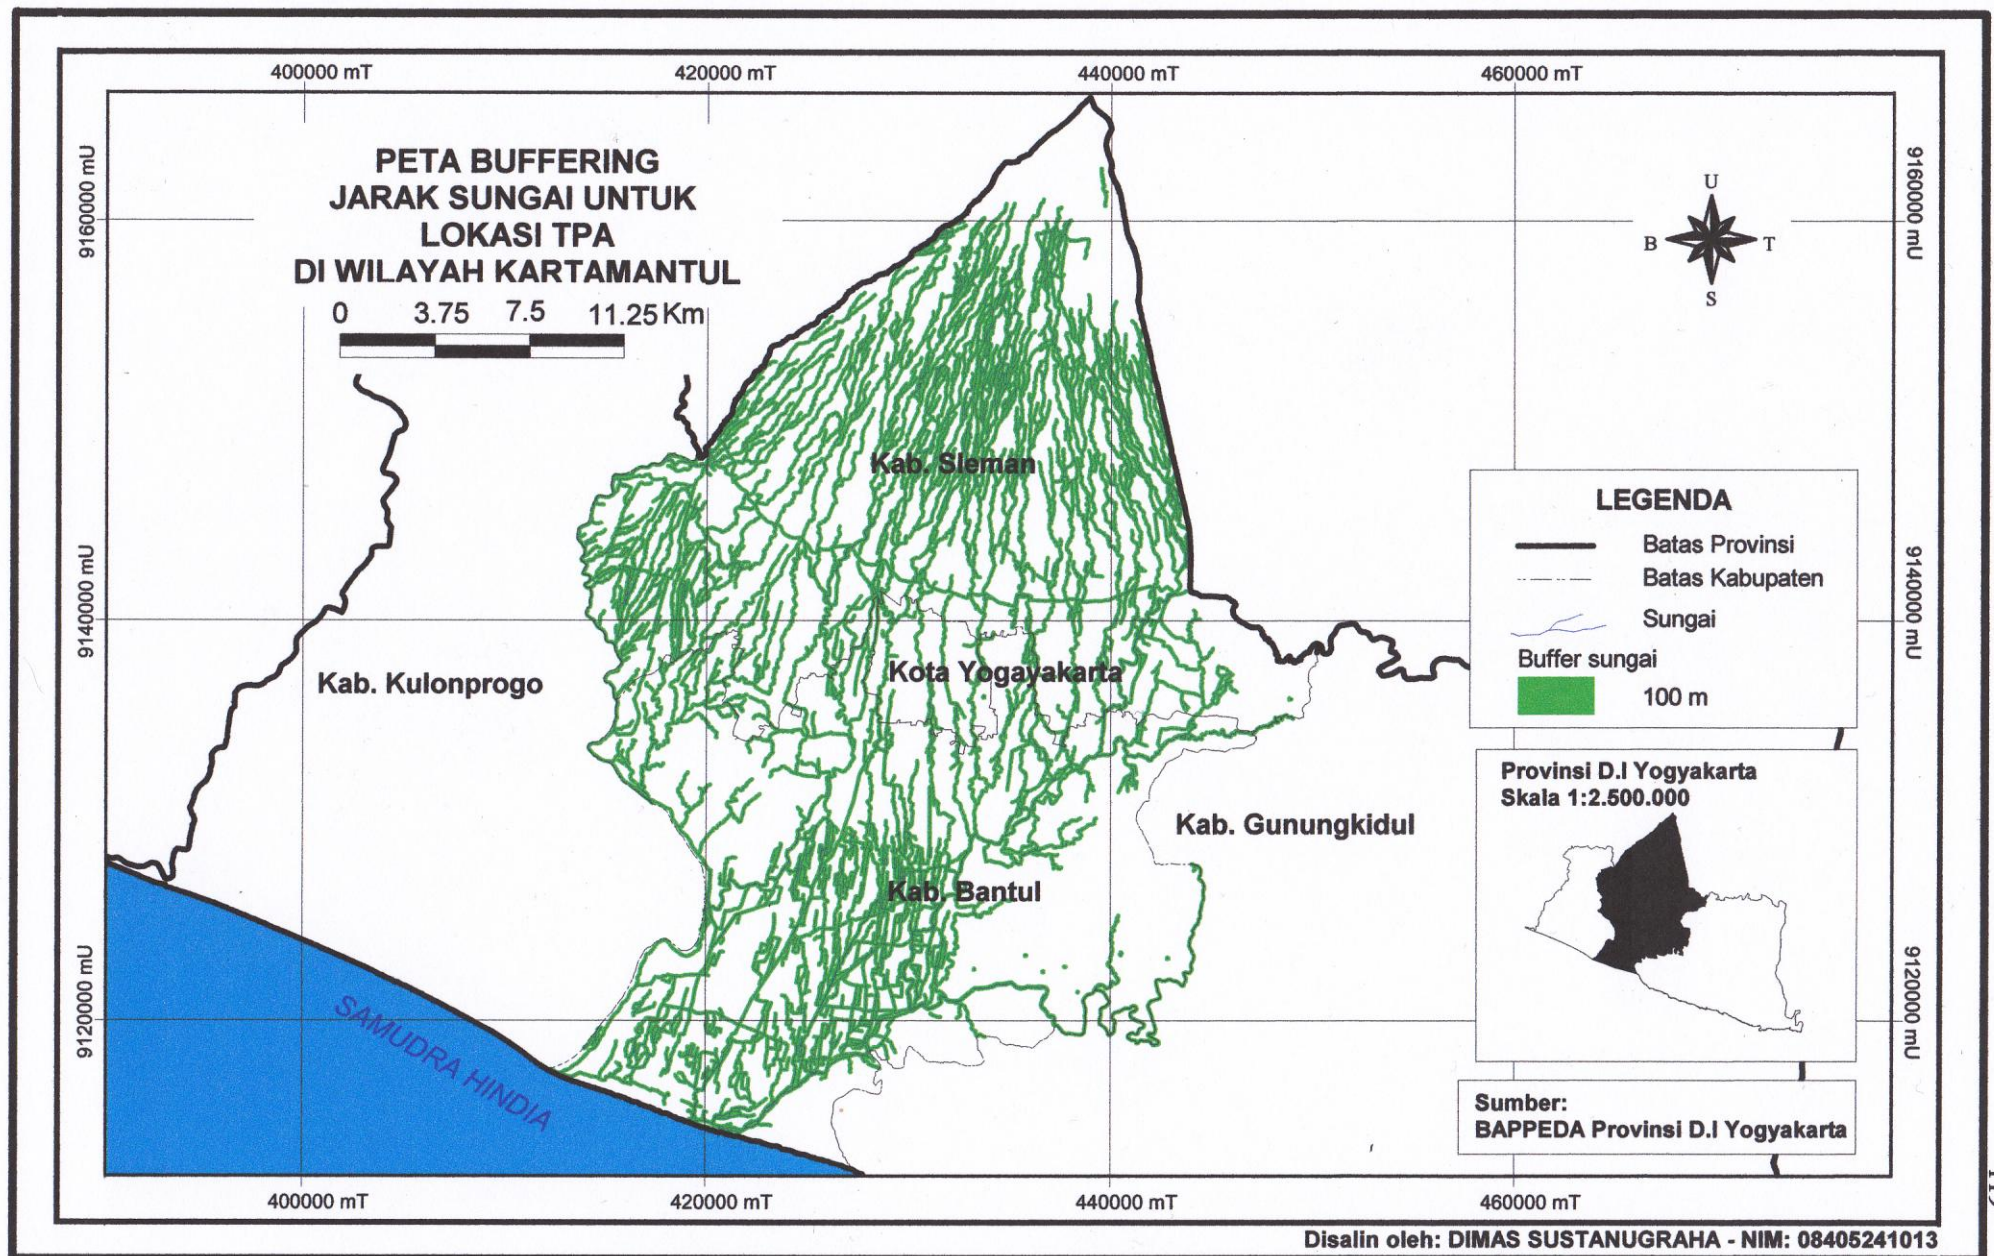 400000 mT
420000 mT
440000 mT
460000 mT
PETA BUFFERING
JARAK SUNGAI UNTUK
LOKASI TPA
DI WILAYAH KARTAMANTUL
0 3.75 7.5 11.25 Km
9160000 mU
9160000 mU
U
B T
S
Kab. Sleman
LEGENDA
Batas Provinsi
Batas Kabupaten
Sungai
Buffer sungai
100 m
9140000 mU
9140000 mU
Kab. Kulonprogo
Kota Yogayakarta
Provinsi D.I Yogyakarta
Skala 1:2.500.000
Kab. Gunungkidul
Kab. Bantul
9120000 mU
9120000 mU
SAMUDRA HINDIA
Sumber:
BAPPEDA Provinsi D.I Yogyakarta
400000 mT
420000 mT
440000 mT
460000 mT
Disalin oleh: DIMAS SUSTANUGRAHA - NIM: 08405241013